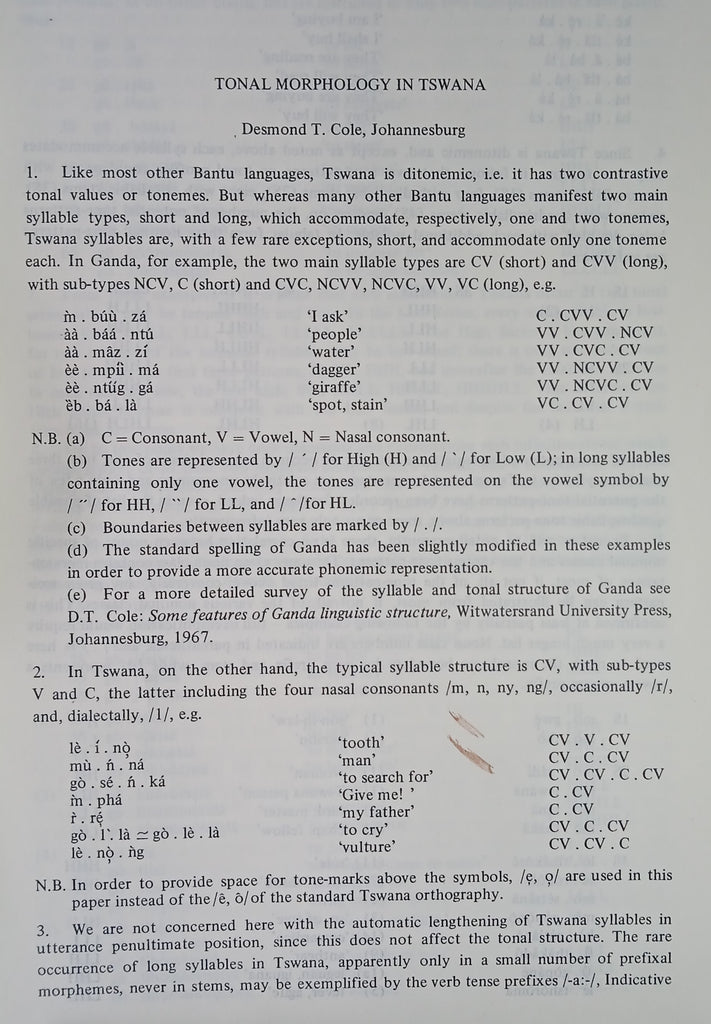 TONAL MORPHOLOGY IN TSWANA
Desmond T. Cole, Johannesburg
1. Like most other Bantu languages, Tswana is ditonemic, i.e. it has two contrastive
tonal values or tonemes. But whereas many other Bantu languages manifest two main
syllable types, short and long, which accommodate, respectively, one and two tonemes,
Tswana syllables are, with a few rare exceptions, short, and accommodate only one toneme
each. In Ganda, for example, the two main syllable types are CV (short) and CVV (long),
with sub-types NCV, C (short) and CVC, NCVV, NCVC, VV, VC (long), e.g.
m̀ . búù . zá ‘I ask’ C . CVV . CV
àà . báá . ntú ‘people’ VV . CVV . NCV
àà . mâz . zí ‘water’ VV . CVC . CV
èè . mpíì . má ‘dagger’ VV . NCVV . CV
èè . ntűg . gá ‘giraffe’ VV . NCVC . CV
ȅb . bá . là ‘spot, stain’ VC . CV . CV
N.B. (a) C = Consonant, V = Vowel, N = Nasal consonant.
(b) Tones are represented by / ´ / for High (H) and / ` / for Low (L); in long syllables
containing only one vowel, the tones are represented on the vowel symbol by
/ ˝ / for HH, / `` / for LL, and / ^ /for HL.
(c) Boundaries between syllables are marked by / . /.
(d) The standard spelling of Ganda has been slightly modified in these examples
in order to provide a more accurate phonemic representation.
(e) For a more detailed survey of the syllable and tonal structure of Ganda see
D.T. Cole: Some features of Ganda linguistic structure, Witwatersrand University Press,
Johannesburg, 1967.
2. In Tswana, on the other hand, the typical syllable structure is CV, with sub-types
V and C, the latter including the four nasal consonants /m, n, ny, ng/, occasionally /r/,
and, dialectally, /l/, e.g.
lè . í . nọ̀ ‘tooth’ CV . V . CV
mù . ń . ná ‘man’ CV . C . CV
gò . sé . ń . ká ‘to search for’ CV . CV . C . CV
m̀ . phá ‘Give me! ’ C . CV
r̀ . rẹ́ ‘my father’ C . CV
gò . l̀ . là ≃ gò . lè . là ‘to cry’ CV . C . CV
lè . nọ̀ . ǹg ‘vulture’ CV . CV . C
N.B. In order to provide space for tone-marks above the symbols, /ẹ, ọ/ are used in this
paper instead of the /ê, ô/ of the standard Tswana orthography.
3. We are not concerned here with the automatic lengthening of Tswana syllables in
utterance penultimate position, since this does not affect the tonal structure. The rare
occurrence of long syllables in Tswana, apparently only in a small number of prefixal
morphemes, never in stems, may be exemplified by the verb tense prefixes /-a:-/, Indicative